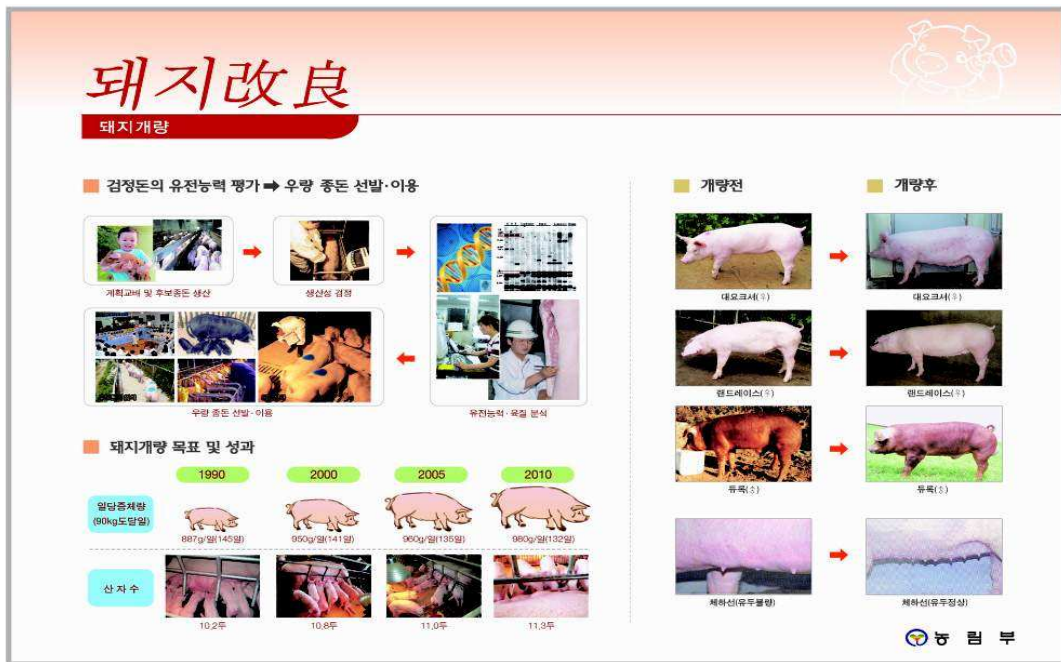 돼지改良
돼지개량
검정돈의 유전능력 평가 ➡ 우량 종돈 선발·이용
계획교배 및 후보종돈 생산
생산성 검정
유전능력·육질 분석
우량 종돈 선발·이용
돼지개량 목표 및 성과
1990
2000
2005
2010
일당증체량
(90kg도달일)
887g/일(145일)
950g/일(141일)
960g/일(135일)
980g/일(132일)
산 자 수
10,2두
10,8두
11,0두
11,3두
개량전
개량후
대요크셔(♀)
대요크셔(♀)
랜드레이스(♀)
랜드레이스(♀)
듀록(♂)
듀록(♂)
체하선(유두불량)
체하선(유두정상)
농 림 부